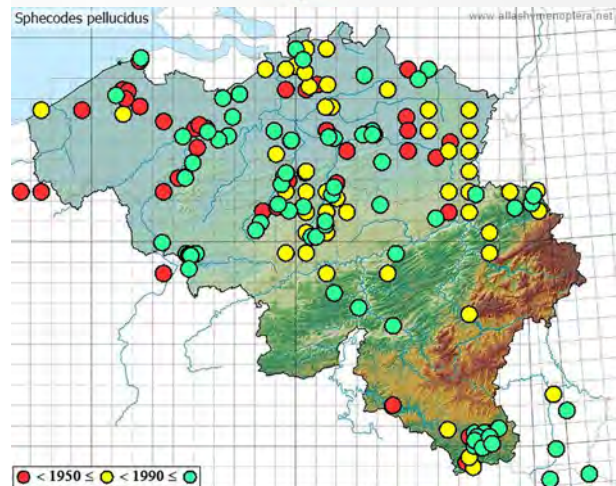 Sphecodes pellucidus
www.atlashymenoptera.net
< 1950 ≤ < 1990 ≤